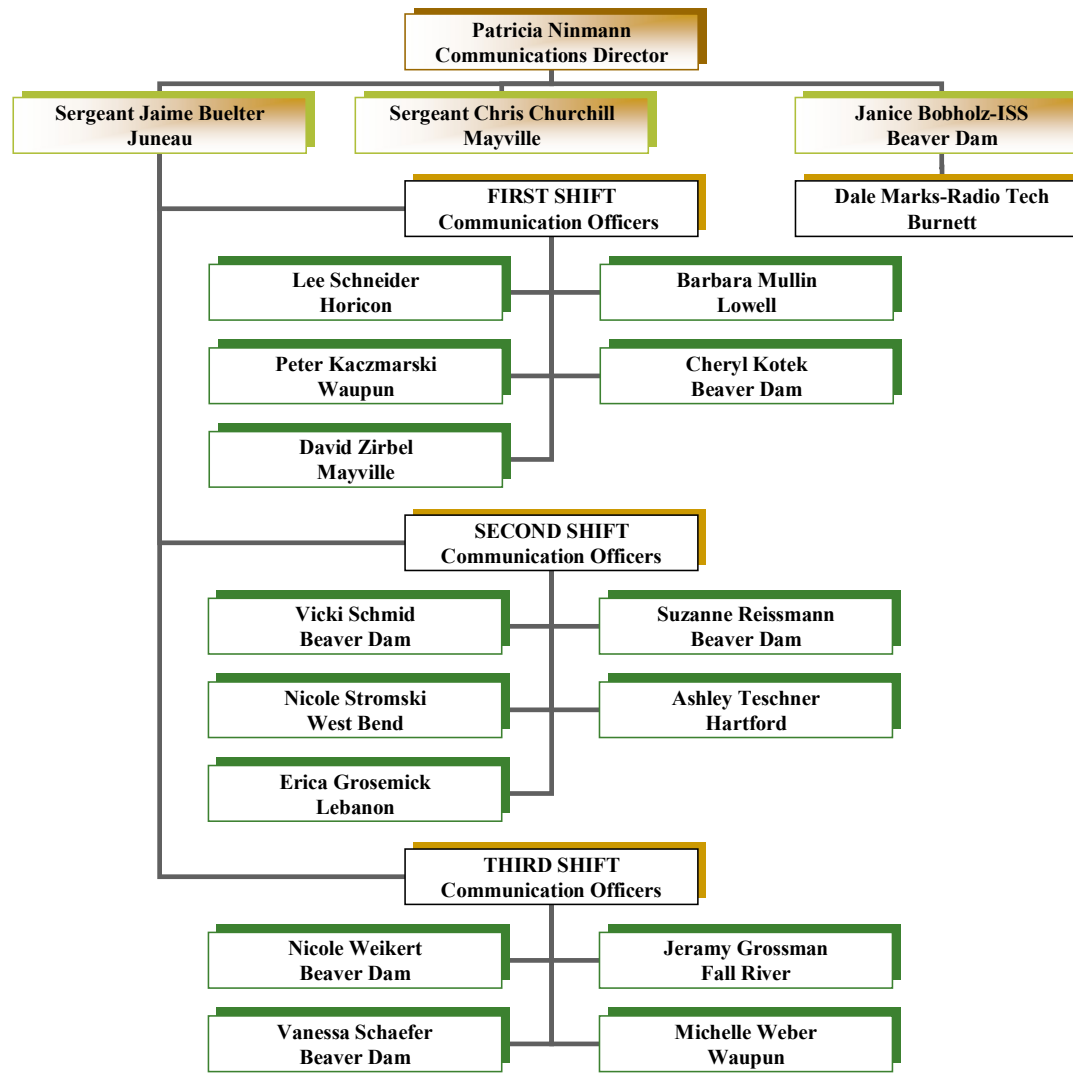 Patricia Ninmann
Communications Director
Sergeant Jaime Buelter
Juneau
Sergeant Chris Churchill
Mayville
Janice Bobholz-ISS
Beaver Dam
Dale Marks-Radio Tech
Burnett
FIRST SHIFT
Communication Officers
Lee Schneider
Horicon
Barbara Mullin
Lowell
Peter Kaczmarski
Waupun
Cheryl Kotek
Beaver Dam
David Zirbel
Mayville
SECOND SHIFT
Communication Officers
Vicki Schmid
Beaver Dam
Suzanne Reissmann
Beaver Dam
Nicole Stromski
West Bend
Ashley Teschner
Hartford
Erica Grosemick
Lebanon
THIRD SHIFT
Communication Officers
Nicole Weikert
Beaver Dam
Jeramy Grossman
Fall River
Vanessa Schaefer
Beaver Dam
Michelle Weber
Waupun